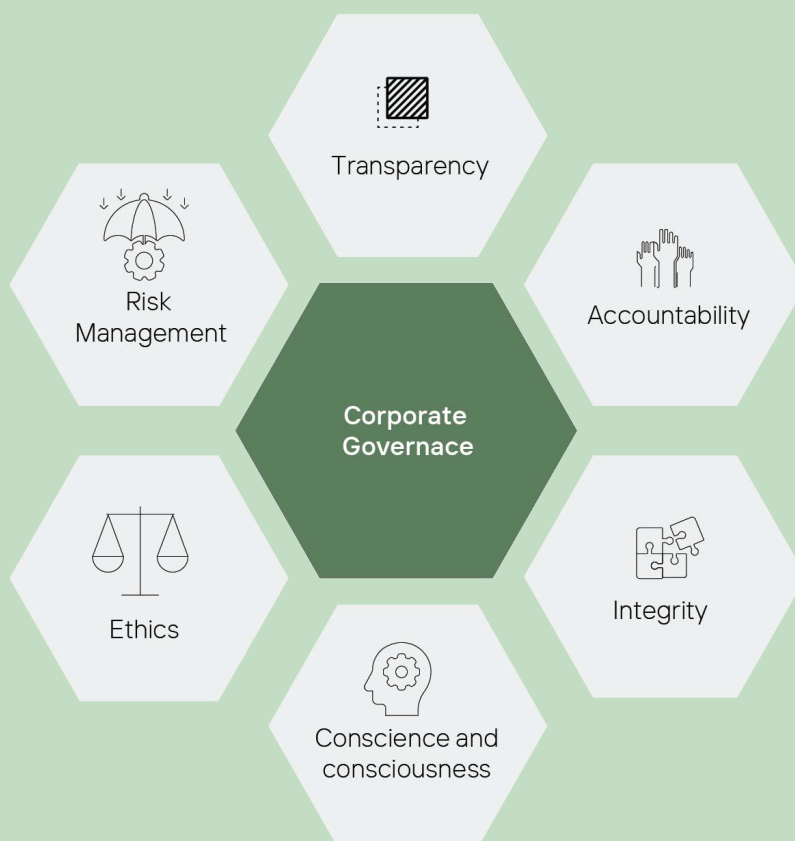 Transparency
Risk
Management
Accountability
Corporate
Governace
Ethics
Integrity
Conscience and
consciousness